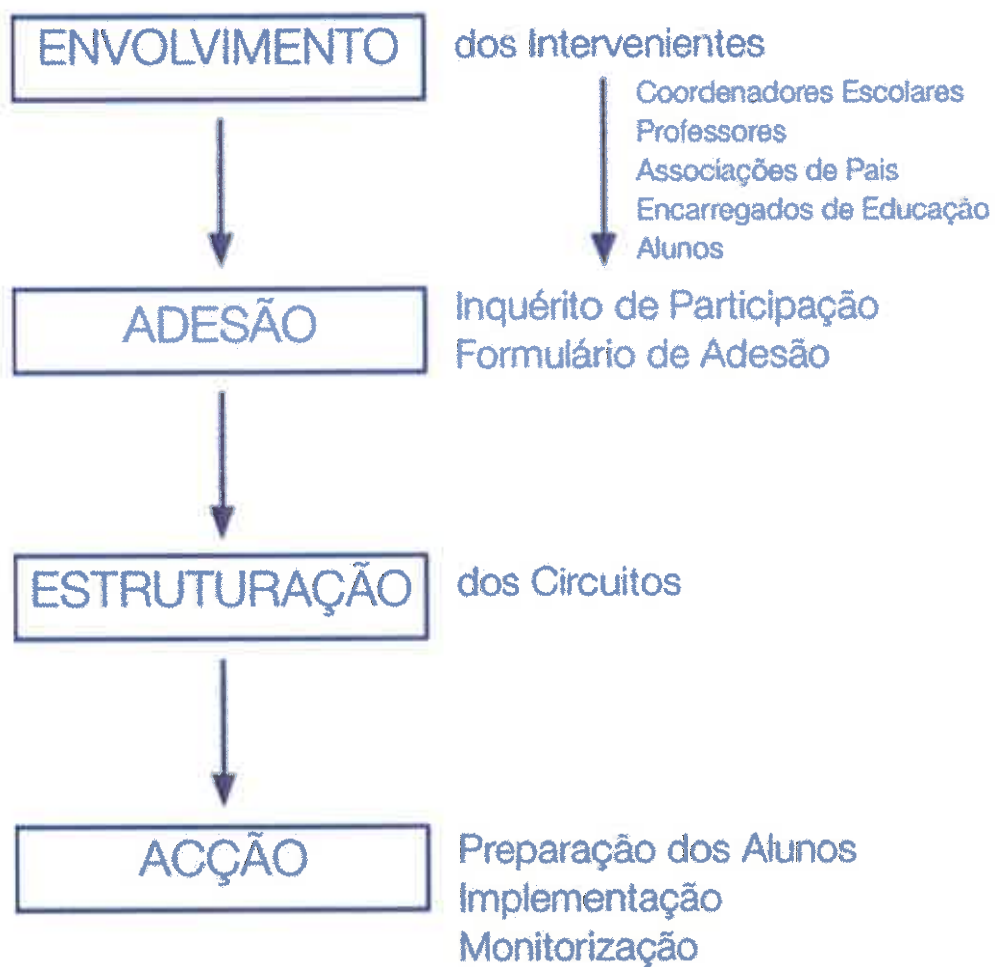 ENVOLVIMENTO dos Intervenientes
Coordenadores Escolares
Professores
Associações de Pais
Encarregados de Educação
Alunos
ADESÃO
Inquérito de Participação
Formulário de Adesão
ESTRUTURAÇÃO dos Circuitos
ACÇÃO
Preparação dos Alunos
Implementação
Monitorização